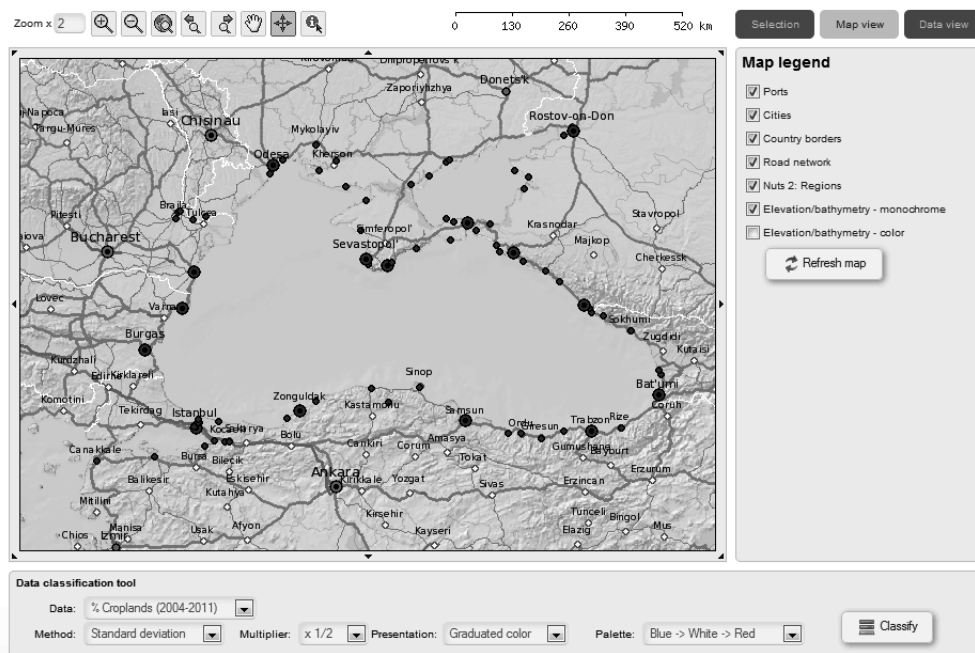 Zoom x 2
0 130 260 390 520 km
Selection Map view Data view
Map legend
Ports
Cities
Country borders
Road network
Nuts 2: Regions
Elevation/bathymetry - monochrome
Elevation/bathymetry - color
Refresh map
Donets'k
Zaporiyizhya
Iasi
Chisinau
Mykolayiv
Rostov-on-Don
Targu-Mures
Odesa
Kherson
Braila
Tulcea
Pitesti
Bucharest
Sevastopol'
Krasnodar
Stavropol
Majkop
Cherkessk
Lovec
Varna
Sokhumi
Burgas
Zugdidi
Kutaisi
Kurdzhali
Edirne
Kirklareli
Sinop
Bat'umi
Komotini
Tekirdag
Istanbul
Zonguldak
Kastamonu
Samsun
Ordu
Giresun
Trabzon
Rize
Coruh
Canakkale
Bolu
Cankiri
Corum
Amasya
Gumushane
Bayburt
Bursa
Bilecik
Tokat
Erzurum
Balikesir
Eskisehir
Ankara
Kirikkale
Yozgat
Sivas
Erzincan
Kutahya
Mitilini
Kirsehir
Tunceli
Bingol
Manisa
Usak
Afyon
Kayseri
Elazig
Mus
Chios
Izmir
Data classification tool
Data: % Croplands (2004-2011)
Method: Standard deviation Multiplier: x 1/2 Presentation: Graduated color Palette: Blue -> White -> Red
Classify